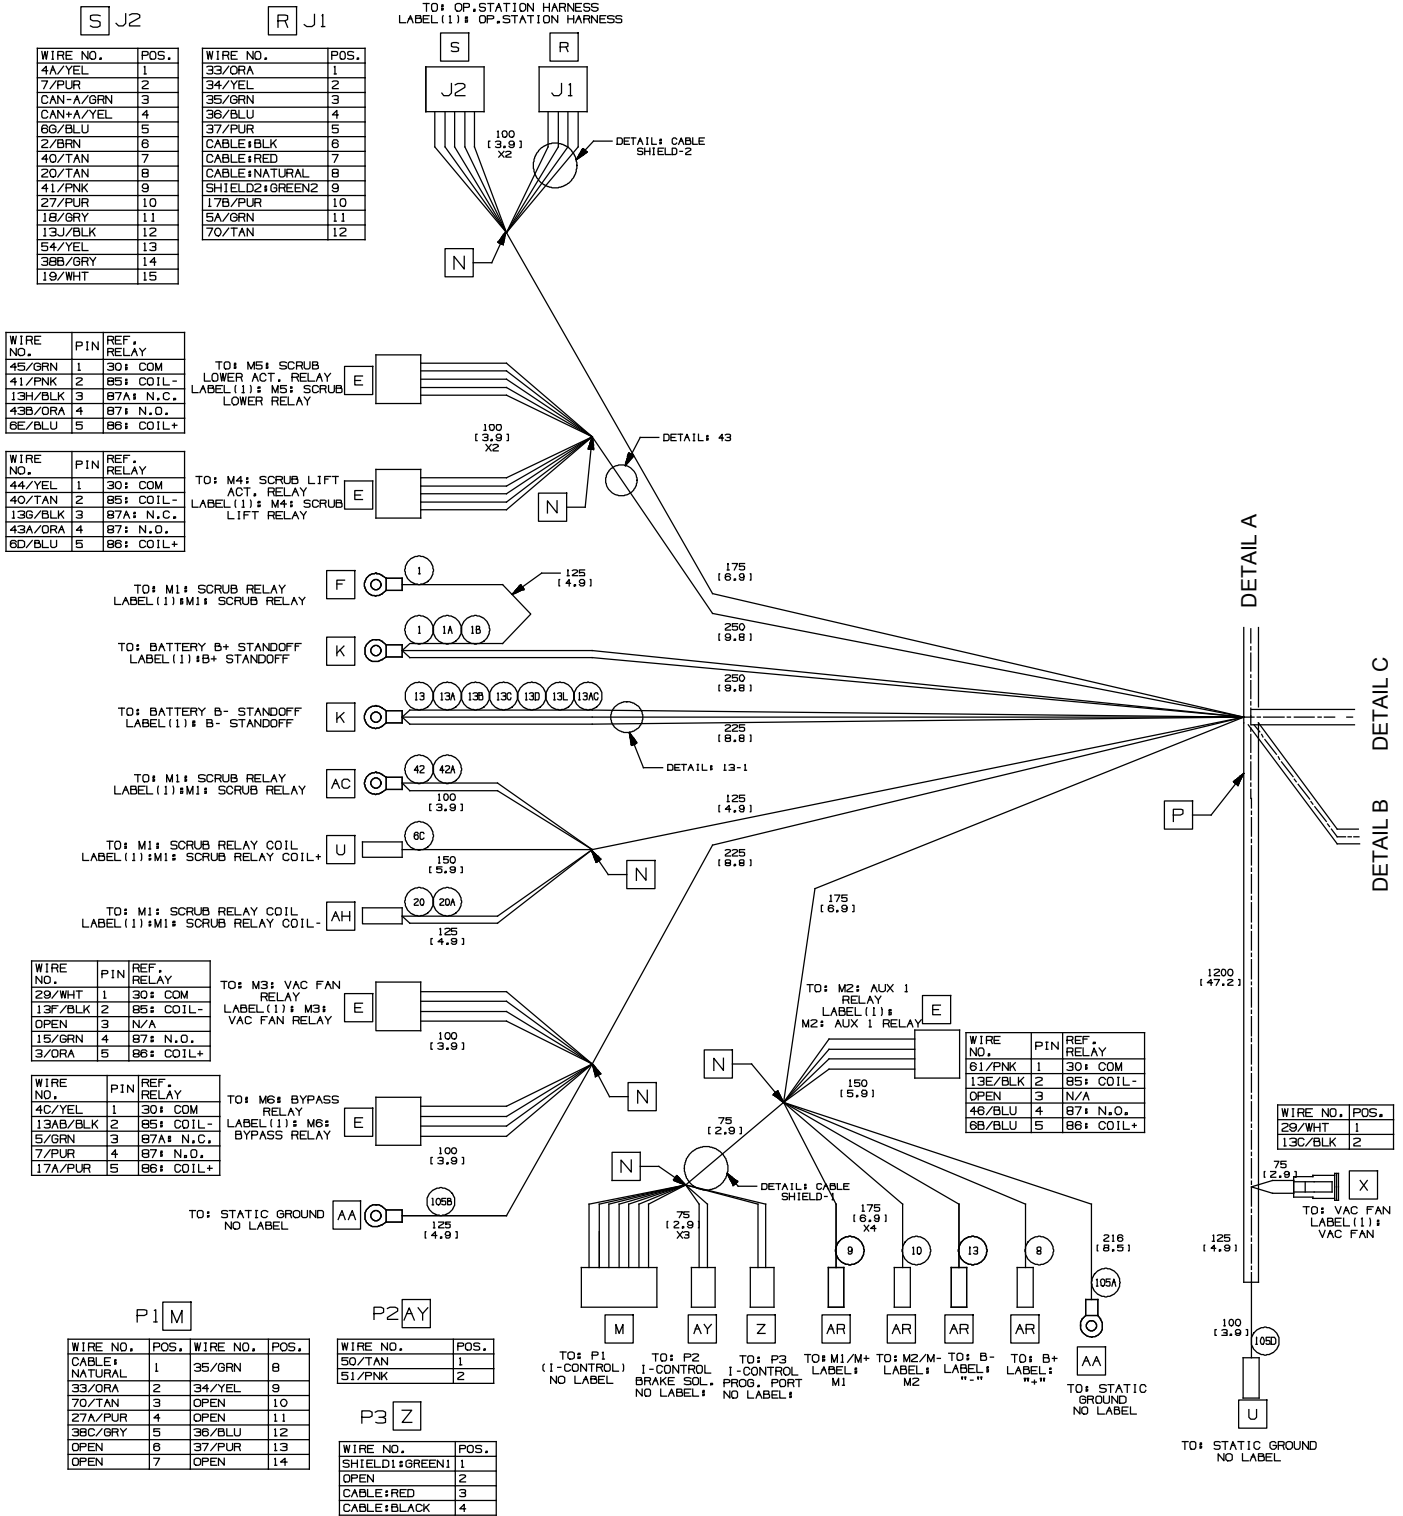 S J2
WIRE NO. POS.
4A/YEL 1
7/PUR 2
CAN-A/GRN 3
CAN+A/YEL 4
6G/BLU 5
2/BRN 6
40/TAN 7
20/TAN 8
41/PNK 9
27/PUR 10
18/GRY 11
13J/BLK 12
54/YEL 13
38B/GRY 14
19/WHT 15
R J1
WIRE NO. POS.
33/ORA 1
34/YEL 2
35/GRN 3
36/BLU 4
37/PUR 5
CABLE:BLK 6
CABLE:RED 7
CABLE:NATURAL 8
SHIELD2:GREEN2 9
17B/PUR 10
5A/GRN 11
70/TAN 12
TO: OP.STATION HARNESS
LABEL(1): OP.STATION HARNESS
S R
J2 J1
100
[3.9]
X2
DETAIL: CABLE
SHIELD-2
N
WIRE NO. PIN REF. RELAY
45/GRN 1 30: COM
41/PNK 2 85: COIL-
13H/BLK 3 87A: N.C.
43B/ORA 4 87: N.O.
6E/BLU 5 86: COIL+
TO: M5: SCRUB
LOWER ACT. RELAY
LABEL(1): M5: SCRUB
LOWER RELAY
E
100
[3.9]
X2
DETAIL: 43
WIRE NO. PIN REF. RELAY
44/YEL 1 30: COM
40/TAN 2 85: COIL-
13G/BLK 3 87A: N.C.
43A/ORA 4 87: N.O.
6D/BLU 5 86: COIL+
TO: M4: SCRUB LIFT
ACT. RELAY
LABEL(1): M4: SCRUB
LIFT RELAY
E
N
TO: M1: SCRUB RELAY
LABEL(1):M1: SCRUB RELAY
F
1
125
[4.9]
175
[6.9]
250
[9.8]
TO: BATTERY B+ STANDOFF
LABEL(1):B+ STANDOFF
K
1 1A 1B
250
[9.8]
TO: BATTERY B- STANDOFF
LABEL(1): B- STANDOFF
K
13 13A 13B 13C 13D 13L 13AC
225
[8.8]
DETAIL: 13-1
TO: M1: SCRUB RELAY
LABEL(1):M1: SCRUB RELAY
AC
42 42A
100
[3.9]
125
[4.9]
TO: M1: SCRUB RELAY COIL
LABEL(1):M1: SCRUB RELAY COIL+
U
6C
150
[5.9]
N
225
[8.8]
TO: M1: SCRUB RELAY COIL
LABEL(1):M1: SCRUB RELAY COIL-
AH
20 20A
125
[4.9]
175
[6.9]
DETAIL A
DETAIL C
DETAIL B
P
1200
[47.2]
WIRE NO. PIN REF. RELAY
29/WHT 1 30: COM
13F/BLK 2 85: COIL-
OPEN 3 N/A
15/GRN 4 87: N.O.
3/ORA 5 86: COIL+
TO: M3: VAC FAN
RELAY
LABEL(1): M3:
VAC FAN RELAY
E
100
[3.9]
N
WIRE NO. PIN REF. RELAY
4C/YEL 1 30: COM
13AB/BLK 2 85: COIL-
5/GRN 3 87A: N.C.
7/PUR 4 87: N.O.
17A/PUR 5 86: COIL+
TO: M6: BYPASS
RELAY
LABEL(1): M6:
BYPASS RELAY
E
100
[3.9]
TO: STATIC GROUND
NO LABEL
AA
105B
125
[4.9]
TO: M2: AUX 1
RELAY
LABEL(1):
M2: AUX 1 RELAY
E
WIRE NO. PIN REF. RELAY
61/PNK 1 30: COM
13E/BLK 2 85: COIL-
OPEN 3 N/A
46/BLU 4 87: N.O.
6B/BLU 5 86: COIL+
150
[5.9]
N
75
[2.9]
N
DETAIL: CABLE
SHIELD-1
75
[2.9]
X3
175
[6.9]
X4
9 10 13 8
216
[8.5]
105A
M AY Z AR AR AR AR AA
TO: P1
(I-CONTROL)
NO LABEL
TO: P2
I-CONTROL
BRAKE SOL.
NO LABEL:
TO: P3
I-CONTROL
PROG. PORT
NO LABEL:
TO:M1/M+
LABEL:
M1
TO:M2/M-
LABEL:
M2
TO: B-
LABEL:
"-"
TO: B+
LABEL:
"+"
TO: STATIC
GROUND
NO LABEL
WIRE NO. POS.
29/WHT 1
13C/BLK 2
75
[2.9]
X
TO: VAC FAN
LABEL(1):
VAC FAN
125
[4.9]
100
[3.9]
105D
U
TO: STATIC GROUND
NO LABEL
P1 M
WIRE NO. POS. WIRE NO. POS.
CABLE: NATURAL 1 35/GRN 8
33/ORA 2 34/YEL 9
70/TAN 3 OPEN 10
27A/PUR 4 OPEN 11
38C/GRY 5 36/BLU 12
OPEN 6 37/PUR 13
OPEN 7 OPEN 14
P2 AY
WIRE NO. POS.
50/TAN 1
51/PNK 2
P3 Z
WIRE NO. POS.
SHIELD1:GREEN1 1
OPEN 2
CABLE:RED 3
CABLE:BLACK 4